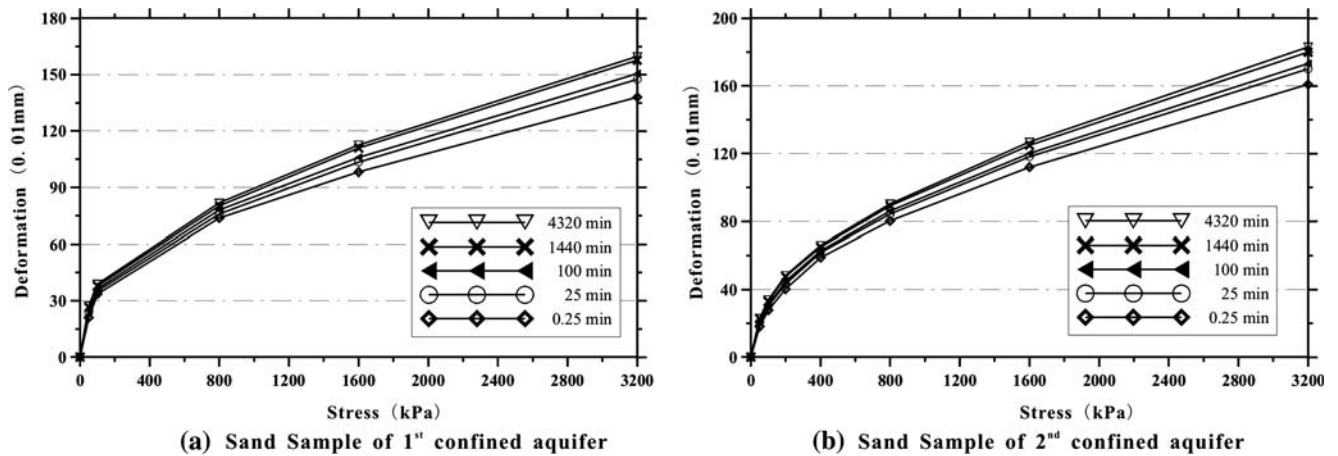 180
150
120
90
60
30
0
Deformation (0. 01mm)
4320 min
1440 min
100 min
25 min
0.25 min
0 400 800 1200 1600 2000 2400 2800 3200
Stress (kPa)
(a) Sand Sample of 1st confined aquifer
200
160
120
80
40
0
Deformation (0. 01mm)
4320 min
1440 min
100 min
25 min
0.25 min
0 400 800 1200 1600 2000 2400 2800 3200
Stress (kPa)
(b) Sand Sample of 2nd confined aquifer